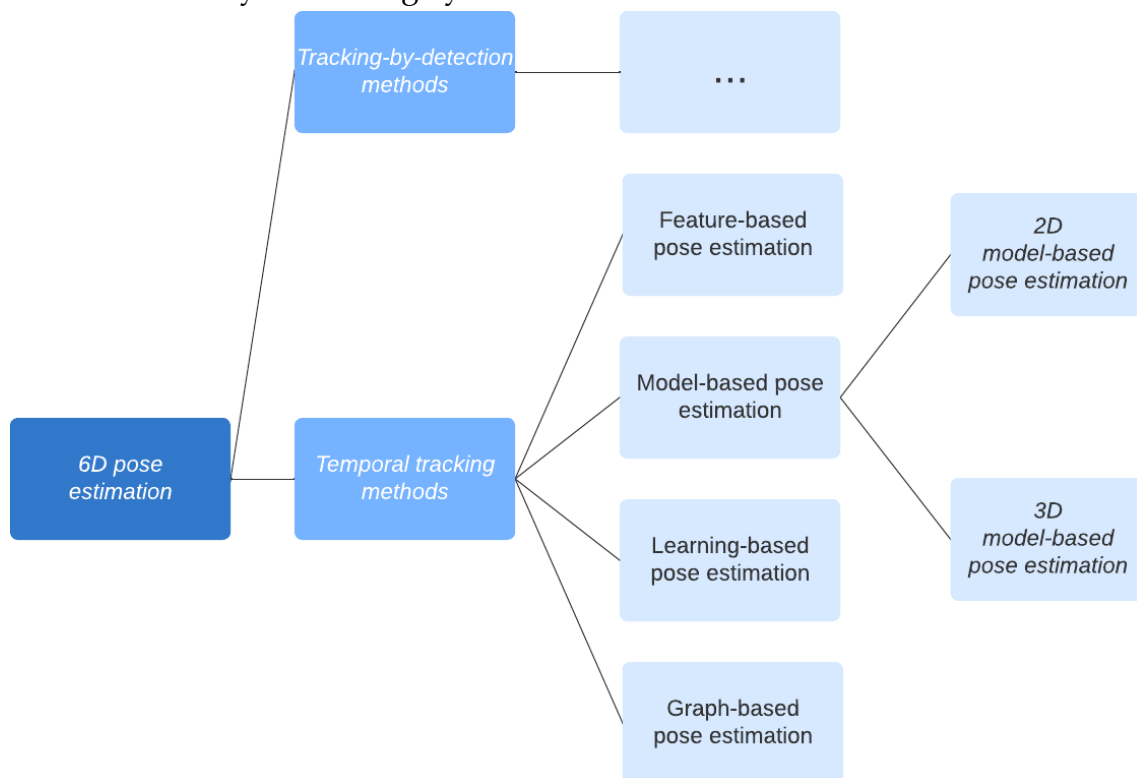 Tracking-by-detection
methods
...
Feature-based
pose estimation
2D
model-based
pose estimation
Model-based pose
estimation
6D pose
estimation
Temporal tracking
methods
3D
model-based
pose estimation
Learning-based
pose estimation
Graph-based
pose estimation